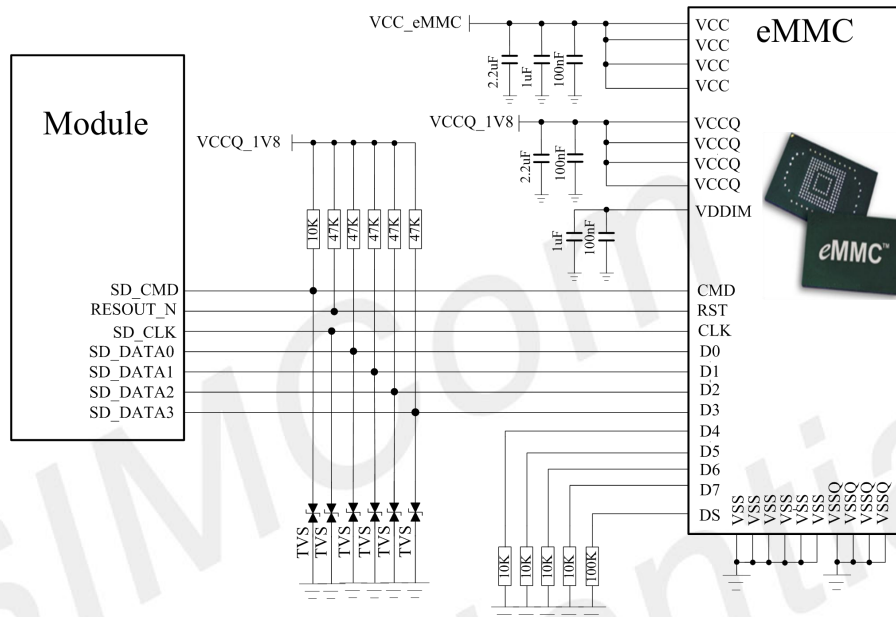 VCC_eMMC
2.2uF
1uF
100nF
VCC
VCC
VCC
VCC
eMMC
Module
VCCQ_1V8
10K
47K
47K
47K
47K
47K
VCCQ_1V8
2.2uF
100nF
VCCQ
VCCQ
VCCQ
VCCQ
VDDIM
1uF
100nF
eMMC™
SD_CMD
RESOUT_N
SD_CLK
SD_DATA0
SD_DATA1
SD_DATA2
SD_DATA3
CMD
RST
CLK
D0
D1
D2
D3
D4
D5
D6
D7
DS
VSS
VSS
VSS
VSS
VSS
VSS
VSSQ
VSSQ
VSSQ
VSSQ
TVS
TVS
TVS
TVS
TVS
TVS
10K
10K
10K
10K
100K
SIMCom